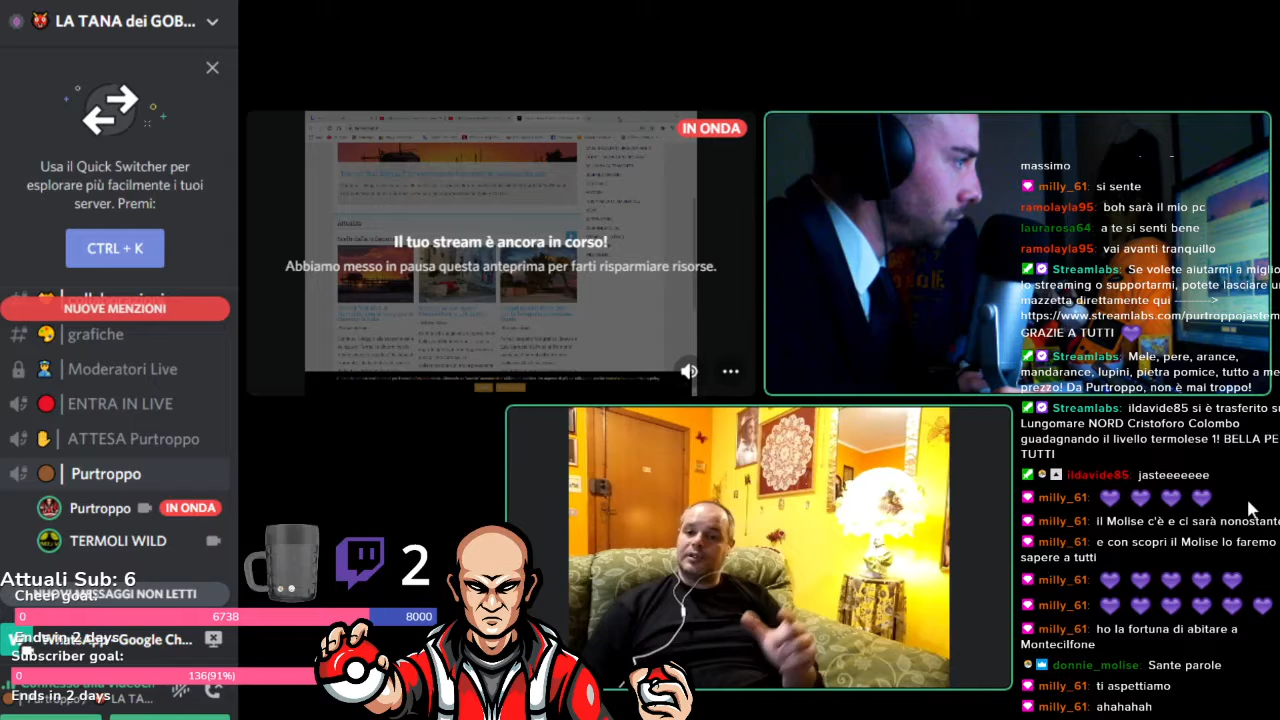 LA TANA dei GOB...
Usa il Quick Switcher per
esplorare più facilmente i tuoi
server. Premi:
CTRL + K
NUOVE MENZIONI
grafiche
Moderatori Live
ENTRA IN LIVE
ATTESA Purtroppo
Purtroppo
Purtroppo IN ONDA
TERMOLI WILD
Attuali Sub: 6
NUOVI MESSAGGI NON LETTI
Cheer goal:
0 6738 8000
Ends in 2 days
WhatsApp - Google Ch...
Subscriber goal:
0 136(91%)
Ends in 2 days
IN ONDA
Il tuo stream è ancora in corso!
Abbiamo messo in pausa questa anteprima per farti risparmiare risorse.
2
massimo
milly_61: si sente
ramolayla95: boh sarà il mio pc
laurarosa64 a te si senti bene
ramolayla95: vai avanti tranquillo
Streamlabs: Se volete aiutarmi a miglio
lo streaming o supportarmi, potete lasciare u
mazzetta direttamente qui ---------->
https://www.streamlabs.com/purtroppojastem
GRAZIE A TUTTI
Streamlabs: Mele, pere, arance,
mandarance, lupini, pietra pomice, tutto a me
prezzo! Da Purtroppo, non è mai troppo!
Streamlabs: ildavide85 si è trasferito su
Lungomare NORD Cristoforo Colombo
guadagnando il livello termolese 1! BELLA PE
TUTTI
ildavide85: jasteeeeeee
milly_61:
milly_61: il Molise c'è e ci sarà nonostante
milly_61: e con scopri il Molise lo faremo
sapere a tutti
milly_61:
milly_61:
milly_61: ho la fortuna di abitare a
Montecilfone
donnie_molise: Sante parole
milly_61: ti aspettiamo
milly_61: ahahahah